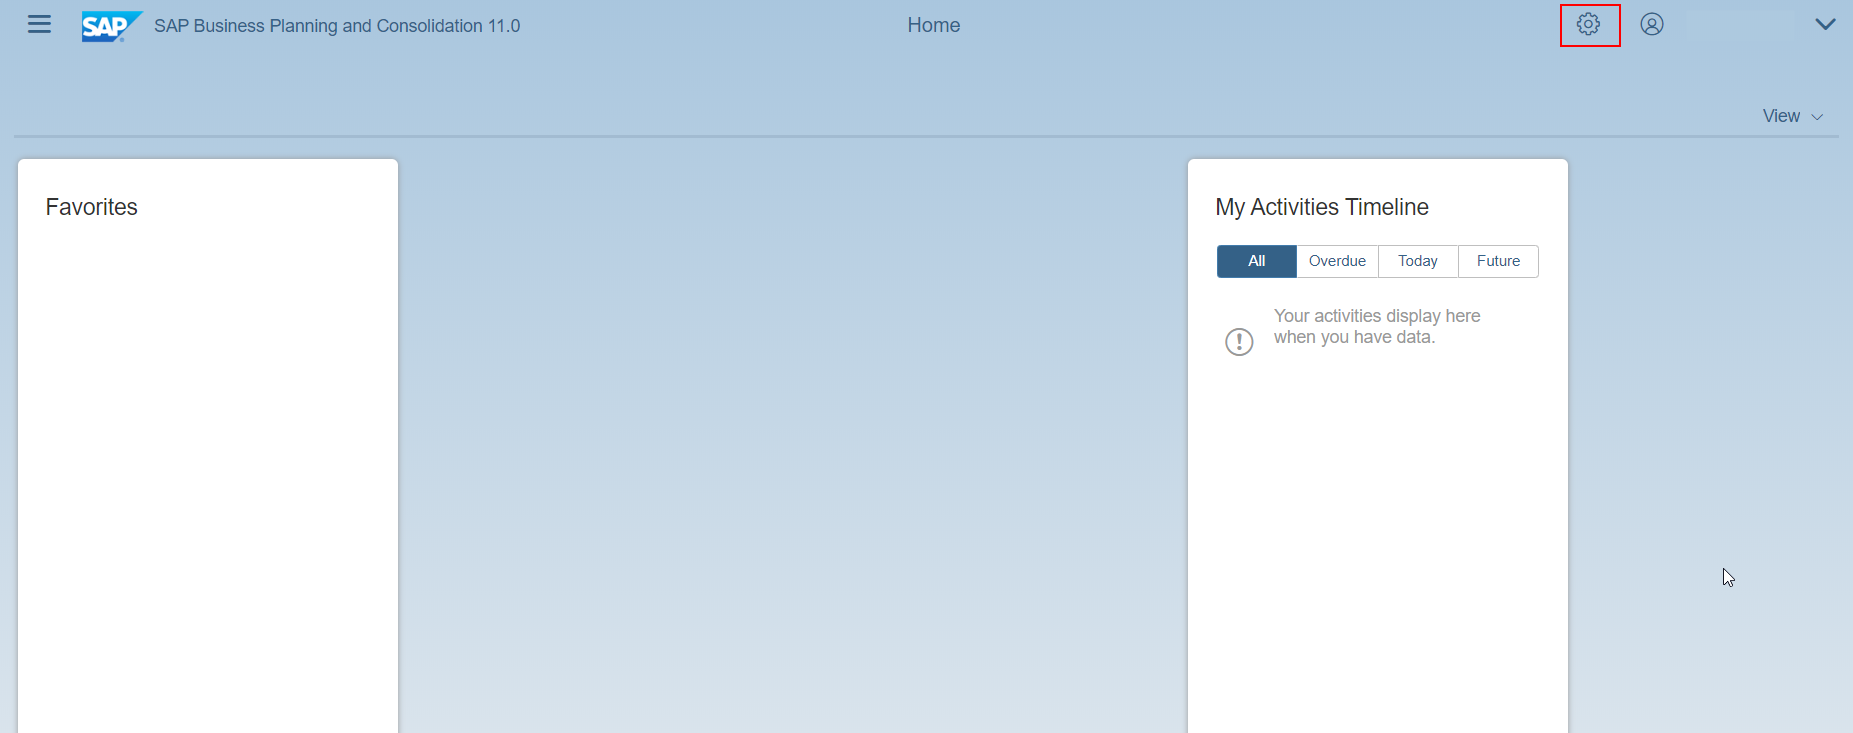 SAP SAP Business Planning and Consolidation 11.0 Home
View
Favorites
My Activities Timeline
All Overdue Today Future
Your activities display here
when you have data.